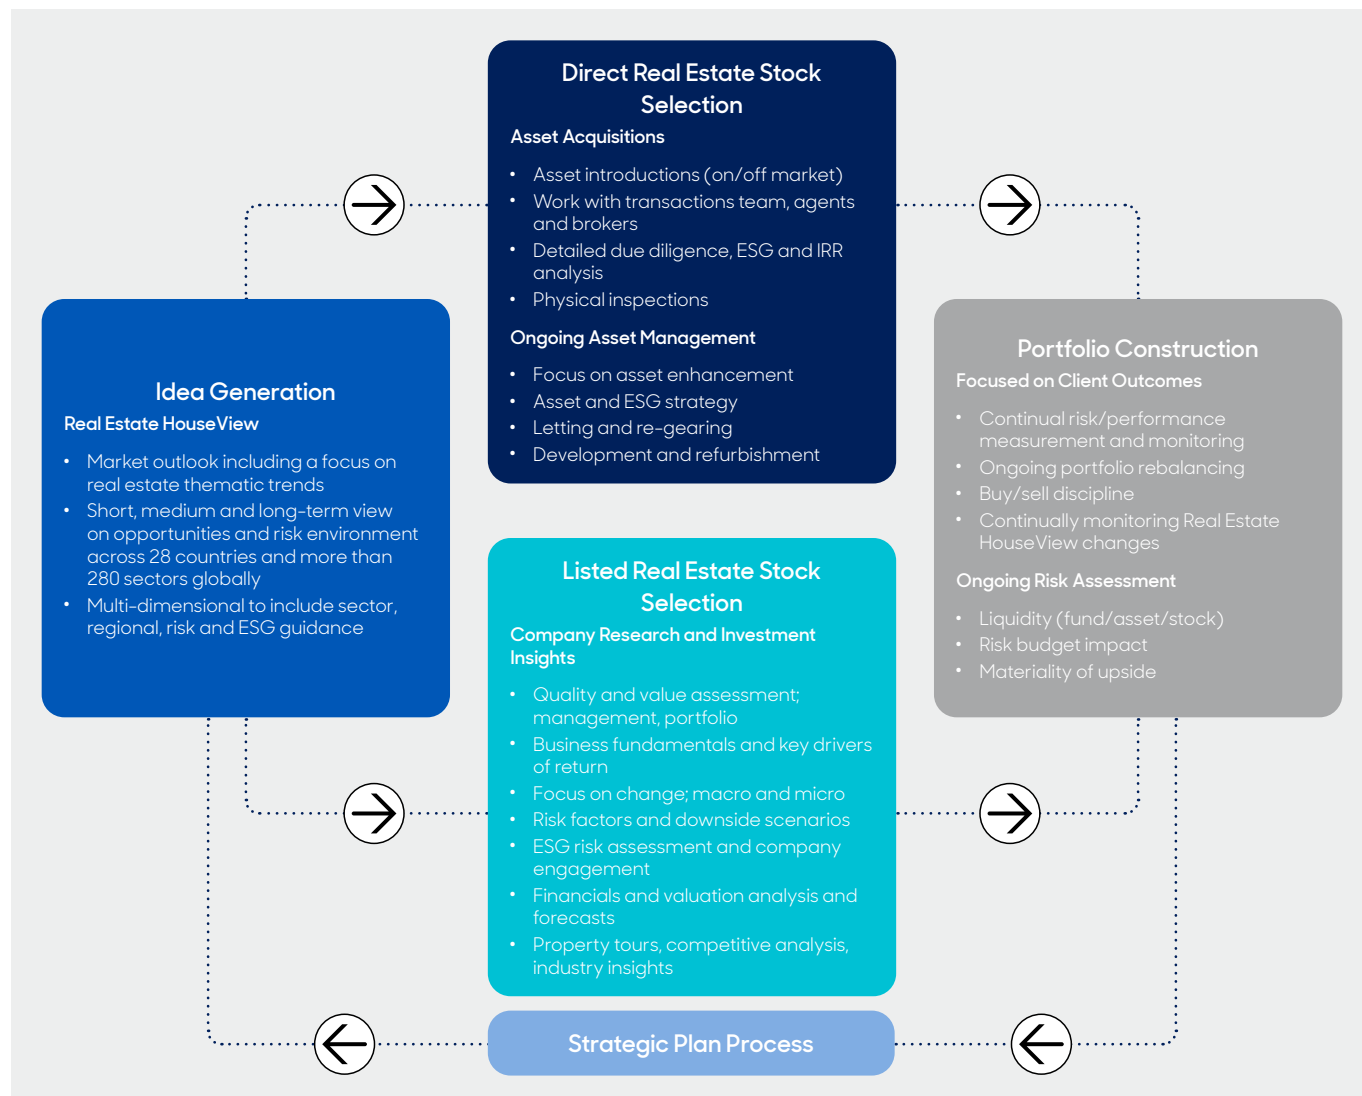 Direct Real Estate Stock
Selection
Asset Acquisitions
• Asset introductions (on/off market)
• Work with transactions team, agents
and brokers
• Detailed due diligence, ESG and IRR
analysis
• Physical inspections
Ongoing Asset Management
• Focus on asset enhancement
• Asset and ESG strategy
• Letting and re-gearing
• Development and refurbishment
Idea Generation
Real Estate HouseView
• Market outlook including a focus on
real estate thematic trends
• Short, medium and long-term view
on opportunities and risk environment
across 28 countries and more than
280 sectors globally
• Multi-dimensional to include sector,
regional, risk and ESG guidance
Listed Real Estate Stock
Selection
Company Research and Investment
Insights
• Quality and value assessment;
management, portfolio
• Business fundamentals and key drivers
of return
• Focus on change; macro and micro
• Risk factors and downside scenarios
• ESG risk assessment and company
engagement
• Financials and valuation analysis and
forecasts
• Property tours, competitive analysis,
industry insights
Portfolio Construction
Focused on Client Outcomes
• Continual risk/performance
measurement and monitoring
• Ongoing portfolio rebalancing
• Buy/sell discipline
• Continually monitoring Real Estate
HouseView changes
Ongoing Risk Assessment
• Liquidity (fund/asset/stock)
• Risk budget impact
• Materiality of upside
Strategic Plan Process